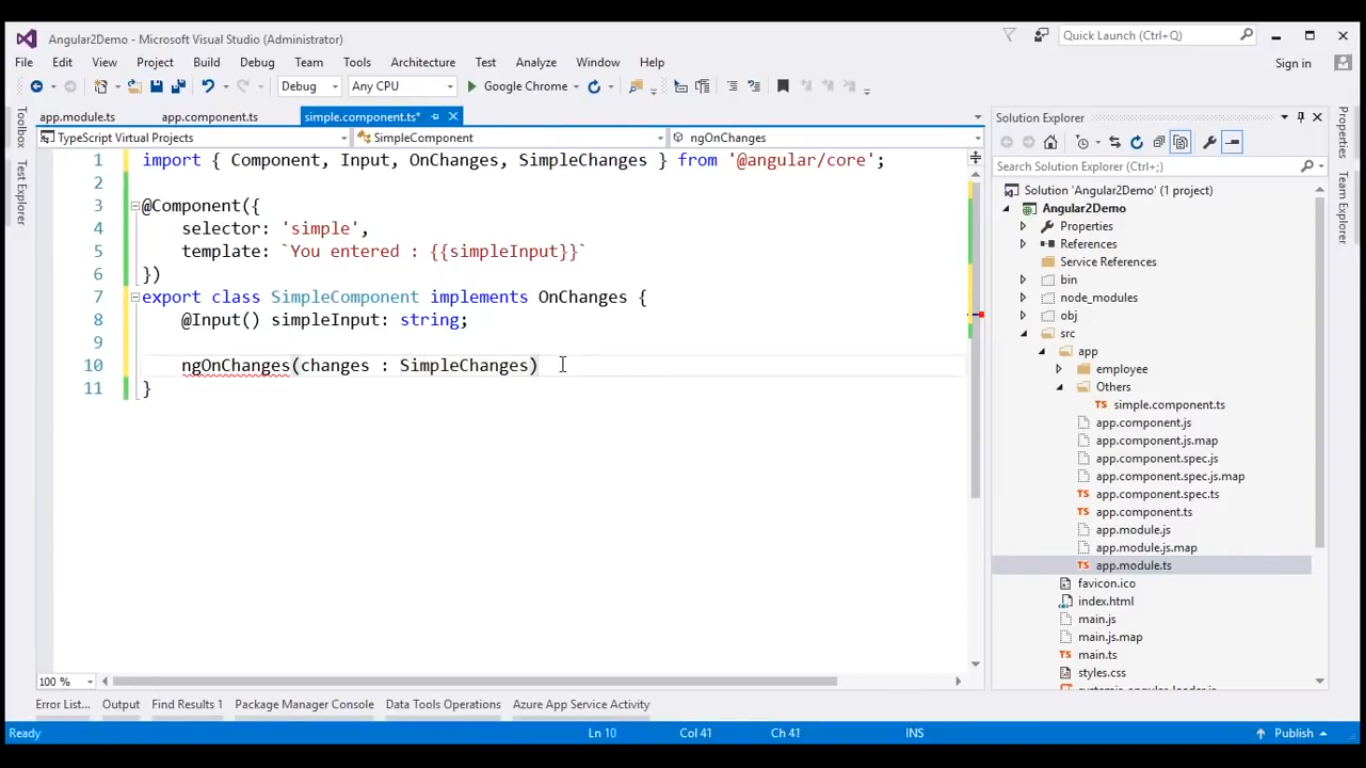 Angular2Demo - Microsoft Visual Studio (Administrator)
Quick Launch (Ctrl+Q)
File Edit View Project Build Debug Team Tools Architecture Test Analyze Window Help
Sign in
Debug Any CPU Google Chrome
app.module.ts app.component.ts simple.component.ts*
TypeScript Virtual Projects SimpleComponent ngOnChanges
Toolbox
Test Explorer
1 import { Component, Input, OnChanges, SimpleChanges } from '@angular/core';
2
3 @Component({
4 selector: 'simple',
5 template: `You entered : {{simpleInput}}`
6 })
7 export class SimpleComponent implements OnChanges {
8 @Input() simpleInput: string;
9
10 ngOnChanges(changes : SimpleChanges)
11 }
100 %
Solution Explorer
Search Solution Explorer (Ctrl+;)
Solution 'Angular2Demo' (1 project)
Angular2Demo
Properties
References
Service References
bin
node_modules
obj
src
app
employee
Others
TS simple.component.ts
app.component.js
app.component.js.map
app.component.spec.js
app.component.spec.js.map
TS app.component.spec.ts
TS app.component.ts
app.module.js
app.module.js.map
TS app.module.ts
favicon.ico
index.html
main.js
main.js.map
TS main.ts
styles.css
Properties
Team Explorer
Error List... Output Find Results 1 Package Manager Console Data Tools Operations Azure App Service Activity
Ready Ln 10 Col 41 Ch 41 INS Publish